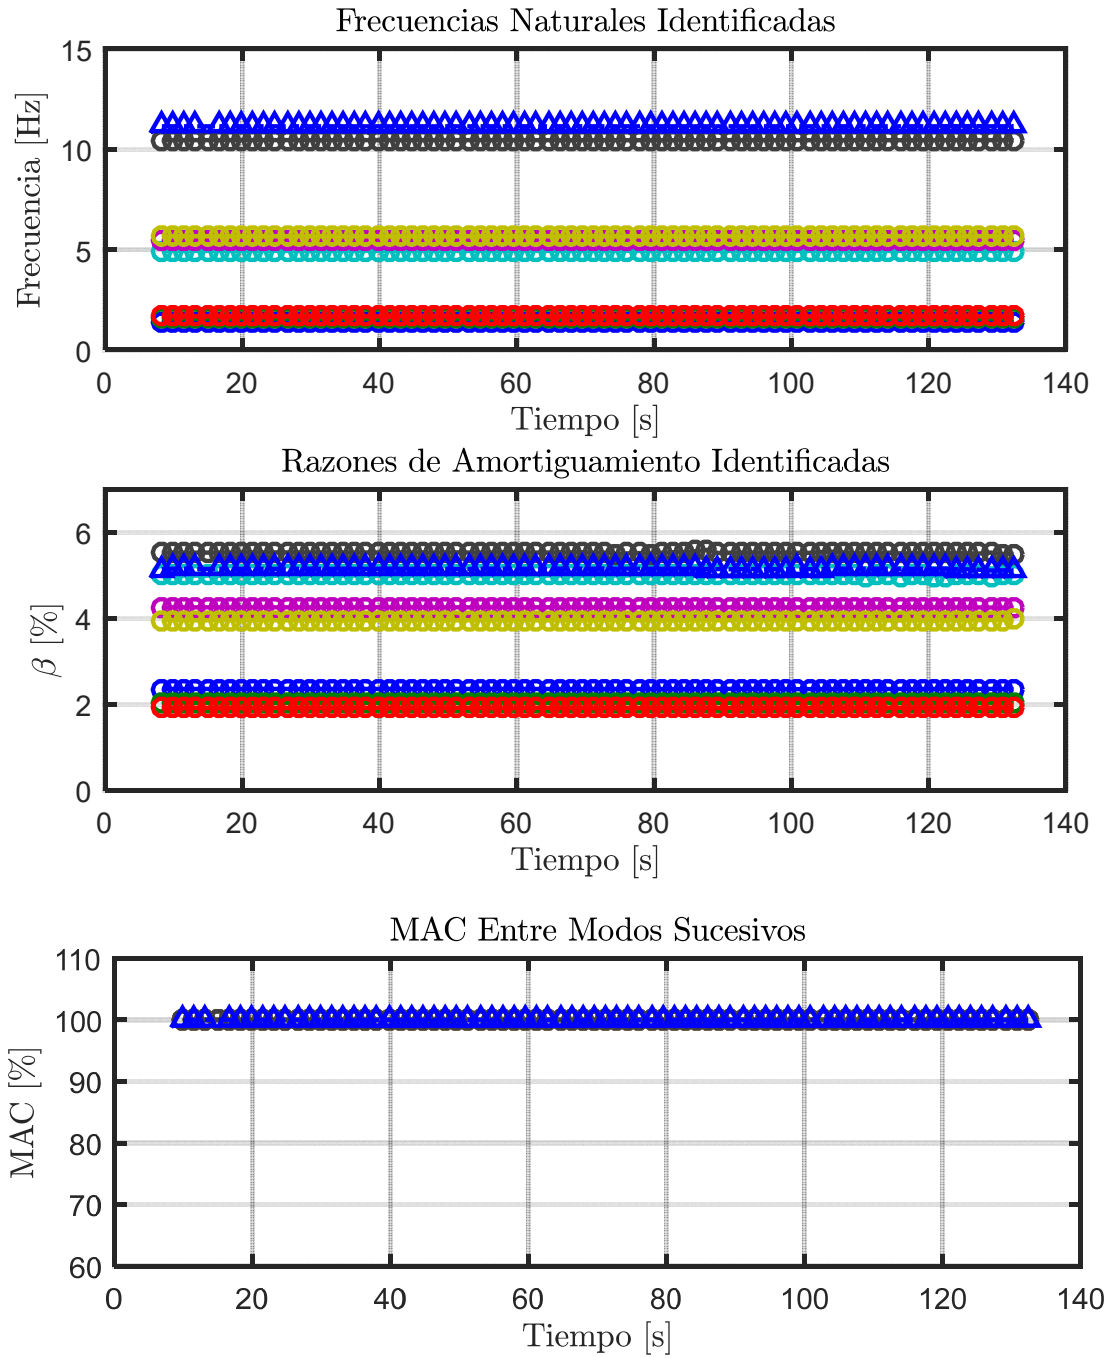 Frecuencias Naturales Identificadas
Frecuencia [Hz]
15
10
5
0
0 20 40 60 80 100 120 140
Tiempo [s]
Razones de Amortiguamiento Identificadas
β [%]
6
4
2
0
0 20 40 60 80 100 120 140
Tiempo [s]
MAC Entre Modos Sucesivos
MAC [%]
110
100
90
80
70
60
0 20 40 60 80 100 120 140
Tiempo [s]